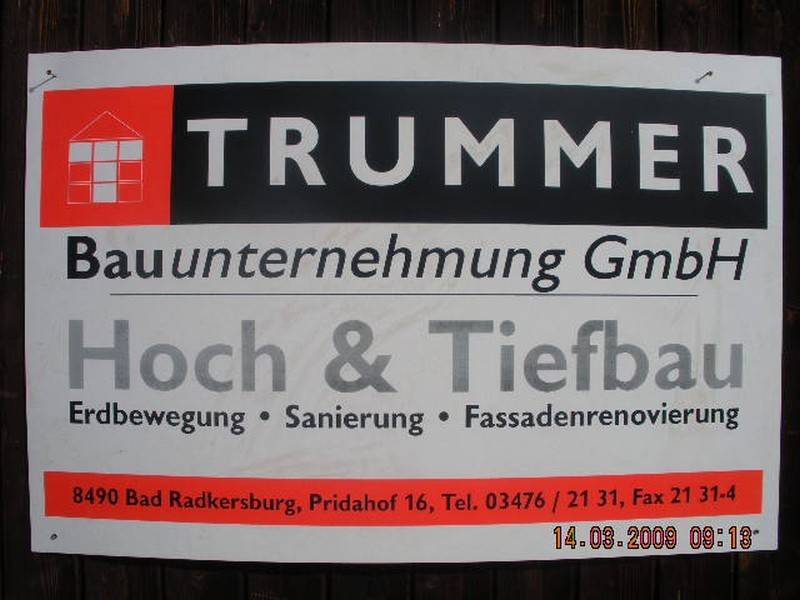 TRUMMER
Bauunternehmung GmbH
Hoch & Tiefbau
Erdbewegung • Sanierung • Fassadenrenovierung
8490 Bad Radkersburg, Pridahof 16, Tel. 03476 / 21 31, Fax 21 31-4
14.03.2009 09:13